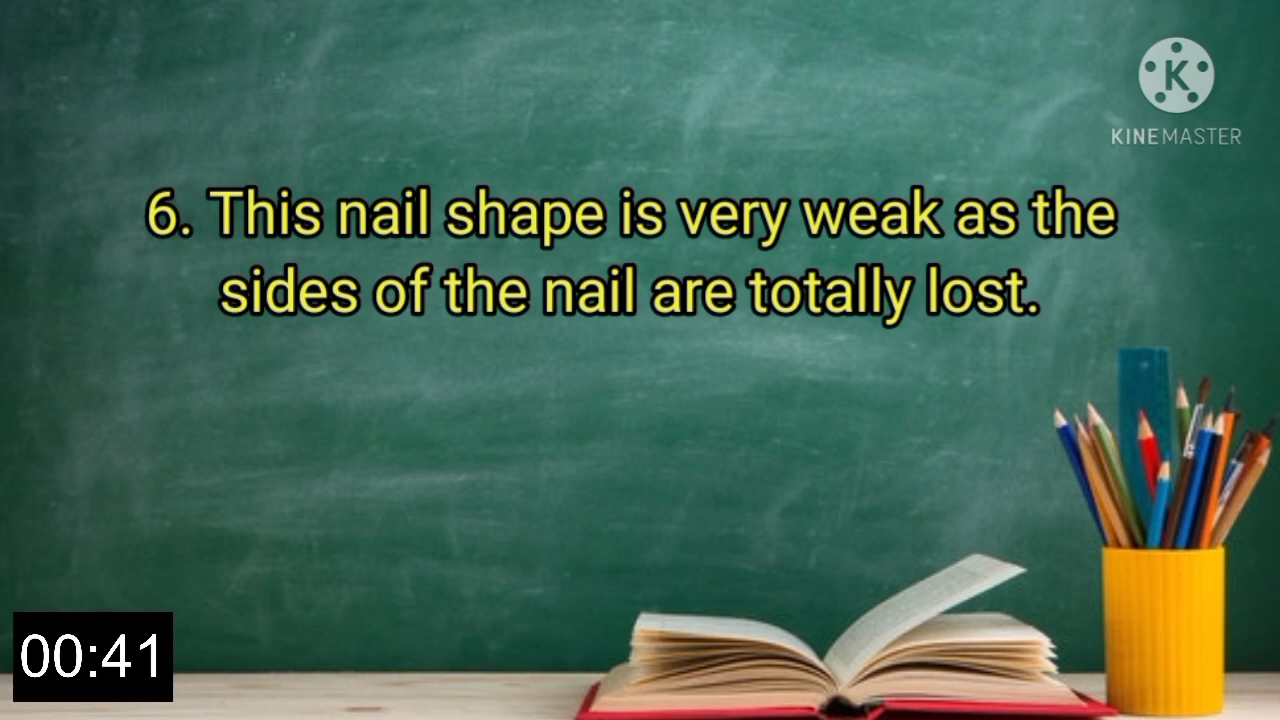 K
KINEMASTER
6. This nail shape is very weak as the
sides of the nail are totally lost.
00:41